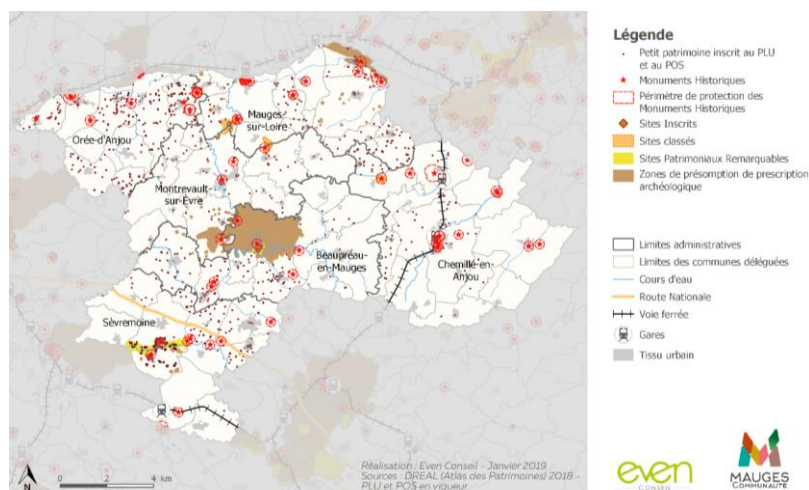 Mauges-
sur-Loire
Orée-d'Anjou
Montrevault
-sur-Èvre
Beaupréau
-en-Mauges
Chemillé-en
Anjou
Sèvremoine
N
0 2 4 km
Réalisation : Even Conseil - Janvier 2019
Sources : DREAL (Atlas des Patrimoines) 2018 -
PLU et POS en vigueur
Légende
Petit patrimoine inscrit au PLU
et au POS
Monuments Historiques
Périmètre de protection des
Monuments Historiques
Sites Inscrits
Sites classés
Sites Patrimoniaux Remarquables
Zones de présomption de prescription
archéologique
Limites administratives
Limites des communes déléguées
Cours d'eau
Route Nationale
Voie ferrée
Gares
Tissu urbain
even
CONSEIL
MAUGES
COMMUNAUTÉ